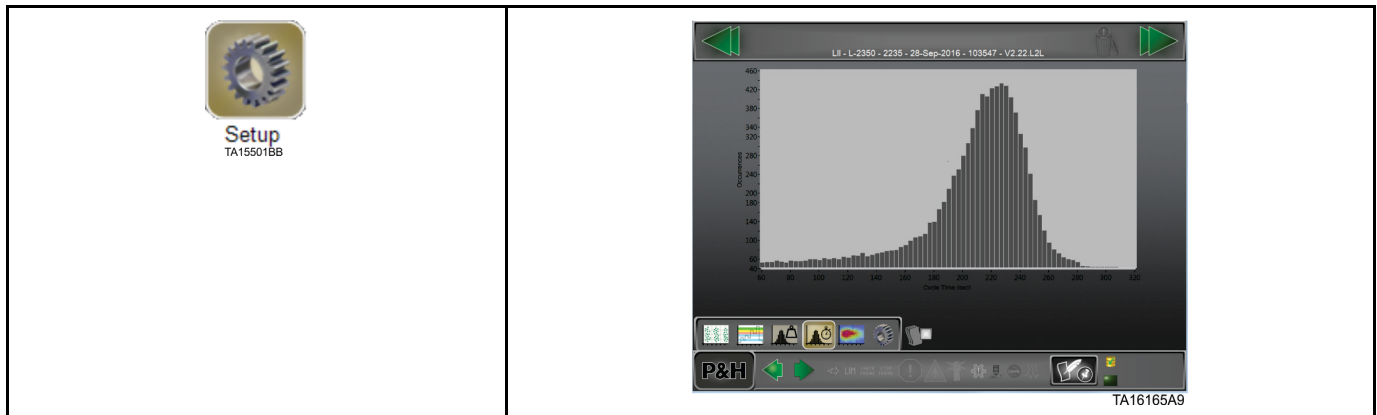 Setup
TA15501BB
LII - L-2350 - 2235 - 28-Sep-2016 - 103547 - V2.22.L2L
460
420
380
340
320
280
240
200
180
140
100
60
40
Occurrences
60 80 100 120 140 160 180 200 220 240 260 280 300 320
Cycle Time (sec)
P&H
LIM
TA16165A9